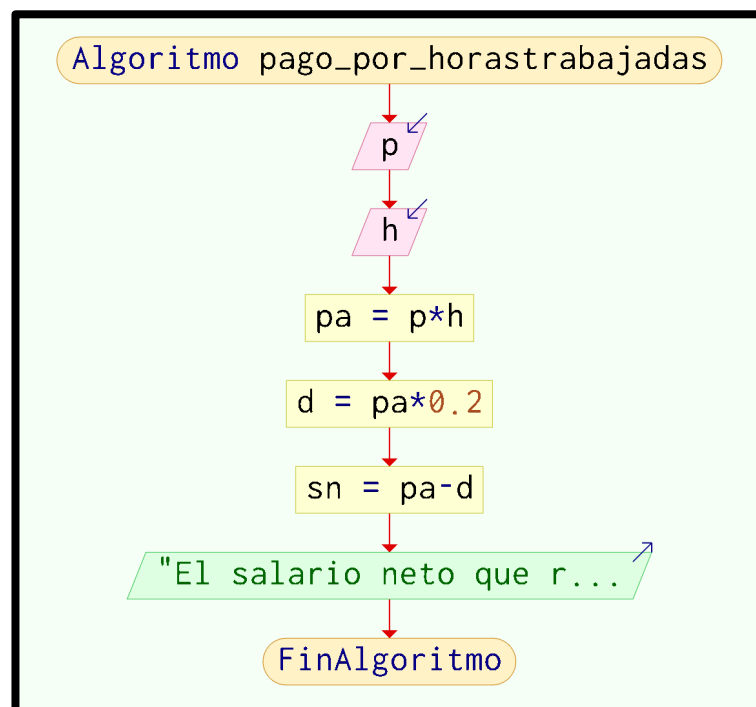 Algoritmo pago_por_horastrabajadas
p
h
pa = p*h
d = pa*0.2
sn = pa-d
"El salario neto que r...
FinAlgoritmo